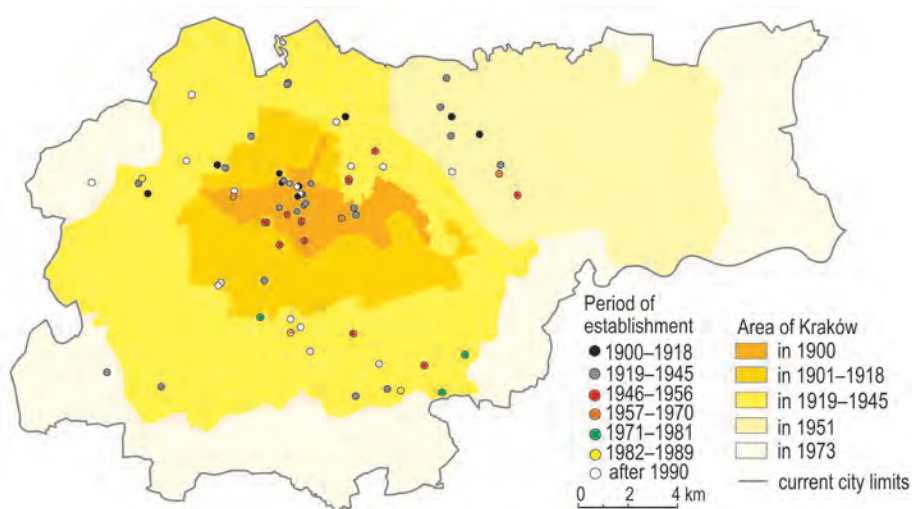 Period of
establishment
1900–1918
1919–1945
1946–1956
1957–1970
1971–1981
1982–1989
after 1990
0 2 4 km
Area of Kraków
in 1900
in 1901–1918
in 1919–1945
in 1951
in 1973
current city limits